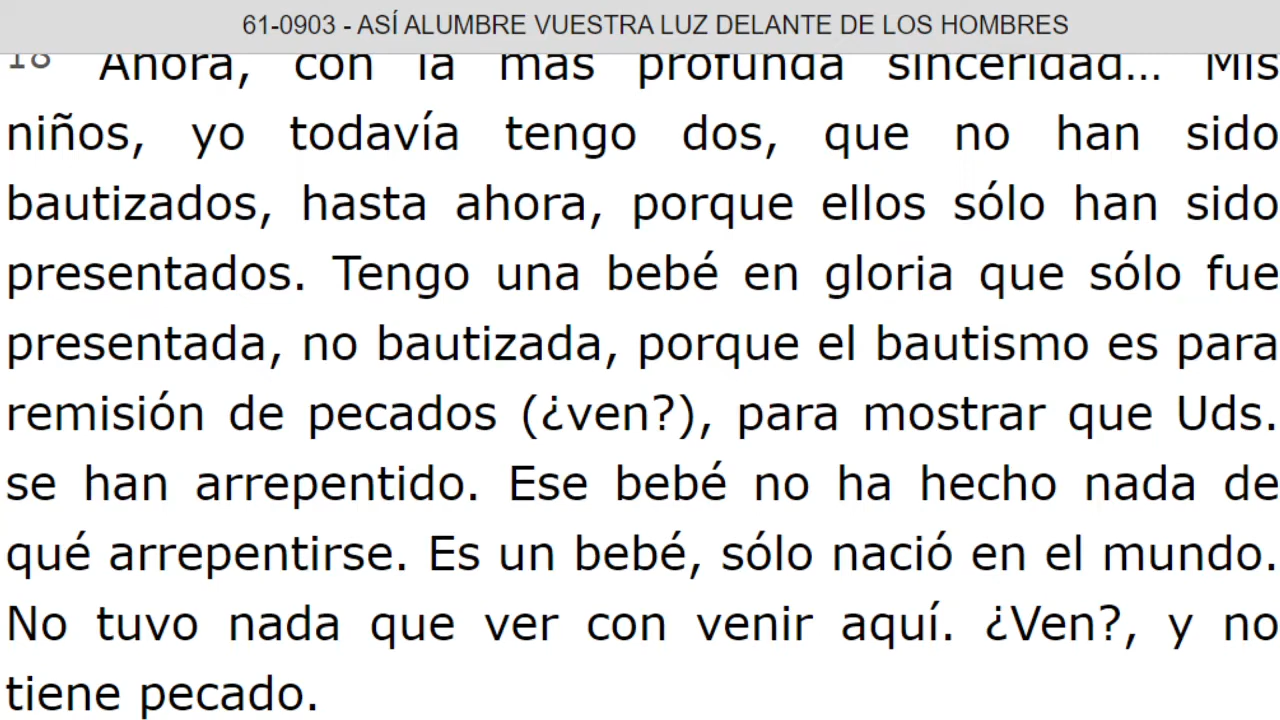 61-0903 - ASÍ ALUMBRE VUESTRA LUZ DELANTE DE LOS HOMBRES
18 Ahora, con la más profunda sinceridad... Mis
niños, yo todavía tengo dos, que no han sido
bautizados, hasta ahora, porque ellos sólo han sido
presentados. Tengo una bebé en gloria que sólo fue
presentada, no bautizada, porque el bautismo es para
remisión de pecados (¿ven?), para mostrar que Uds.
se han arrepentido. Ese bebé no ha hecho nada de
qué arrepentirse. Es un bebé, sólo nació en el mundo.
No tuvo nada que ver con venir aquí. ¿Ven?, y no
tiene pecado.